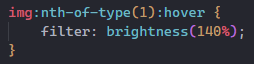 img:nth-of-type(1):hover {
    filter: brightness(140%);
}